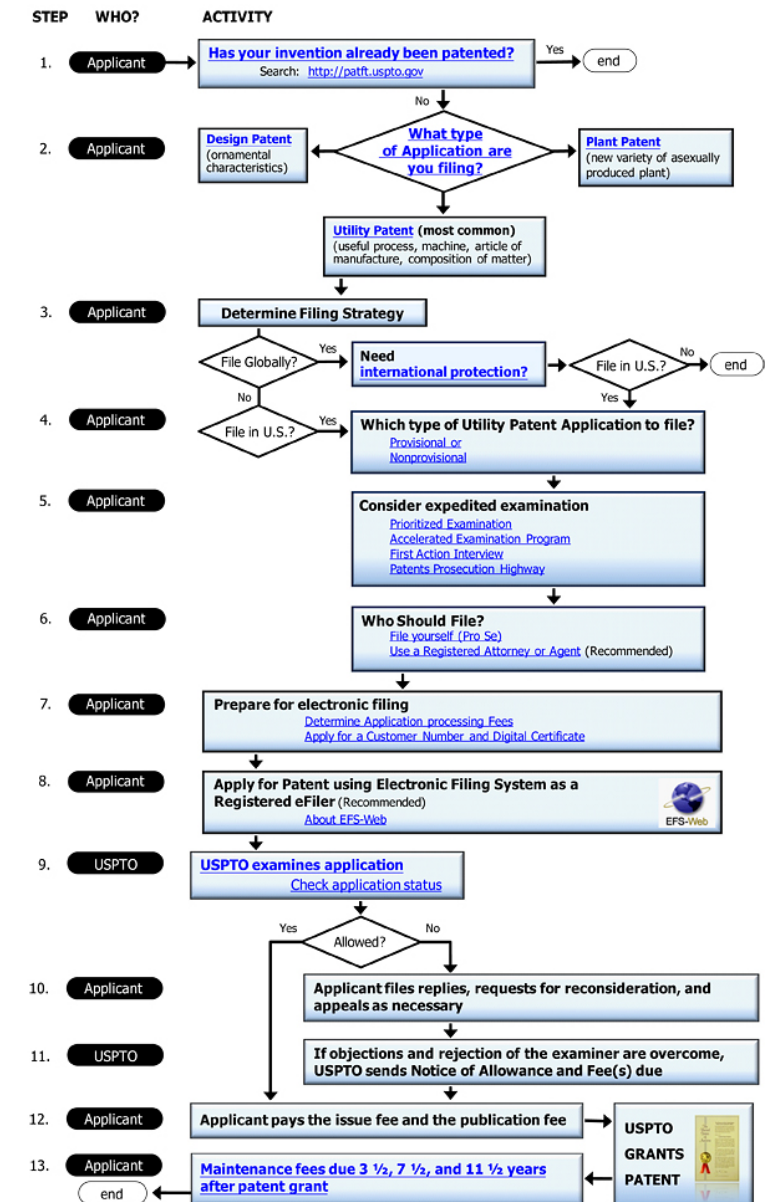 STEP WHO? ACTIVITY
1. Applicant
Has your invention already been patented?
Search: http://patft.uspto.gov
Yes
end
No
2. Applicant
Design Patent
(ornamental
characteristics)
What type
of Application are
you filing?
Plant Patent
(new variety of asexually
produced plant)
Utility Patent (most common)
(useful process, machine, article of
manufacture, composition of matter)
3. Applicant
Determine Filing Strategy
File Globally?
Yes
Need
international protection?
File in U.S.?
No
end
No
Yes
4. Applicant
File in U.S.?
Yes
Which type of Utility Patent Application to file?
Provisional or
Nonprovisional
5. Applicant
Consider expedited examination
Prioritized Examination
Accelerated Examination Program
First Action Interview
Patents Prosecution Highway
6. Applicant
Who Should File?
File yourself (Pro Se)
Use a Registered Attorney or Agent (Recommended)
7. Applicant
Prepare for electronic filing
Determine Application processing Fees
Apply for a Customer Number and Digital Certificate
8. Applicant
Apply for Patent using Electronic Filing System as a
Registered eFiler (Recommended)
About EFS-Web
EFS-Web
9. USPTO
USPTO examines application
Check application status
Yes
Allowed?
No
10. Applicant
Applicant files replies, requests for reconsideration, and
appeals as necessary
11. USPTO
If objections and rejection of the examiner are overcome,
USPTO sends Notice of Allowance and Fee(s) due
12. Applicant
Applicant pays the issue fee and the publication fee
USPTO
GRANTS
PATENT
13. Applicant
Maintenance fees due 3 ½, 7 ½, and 11 ½ years
after patent grant
end